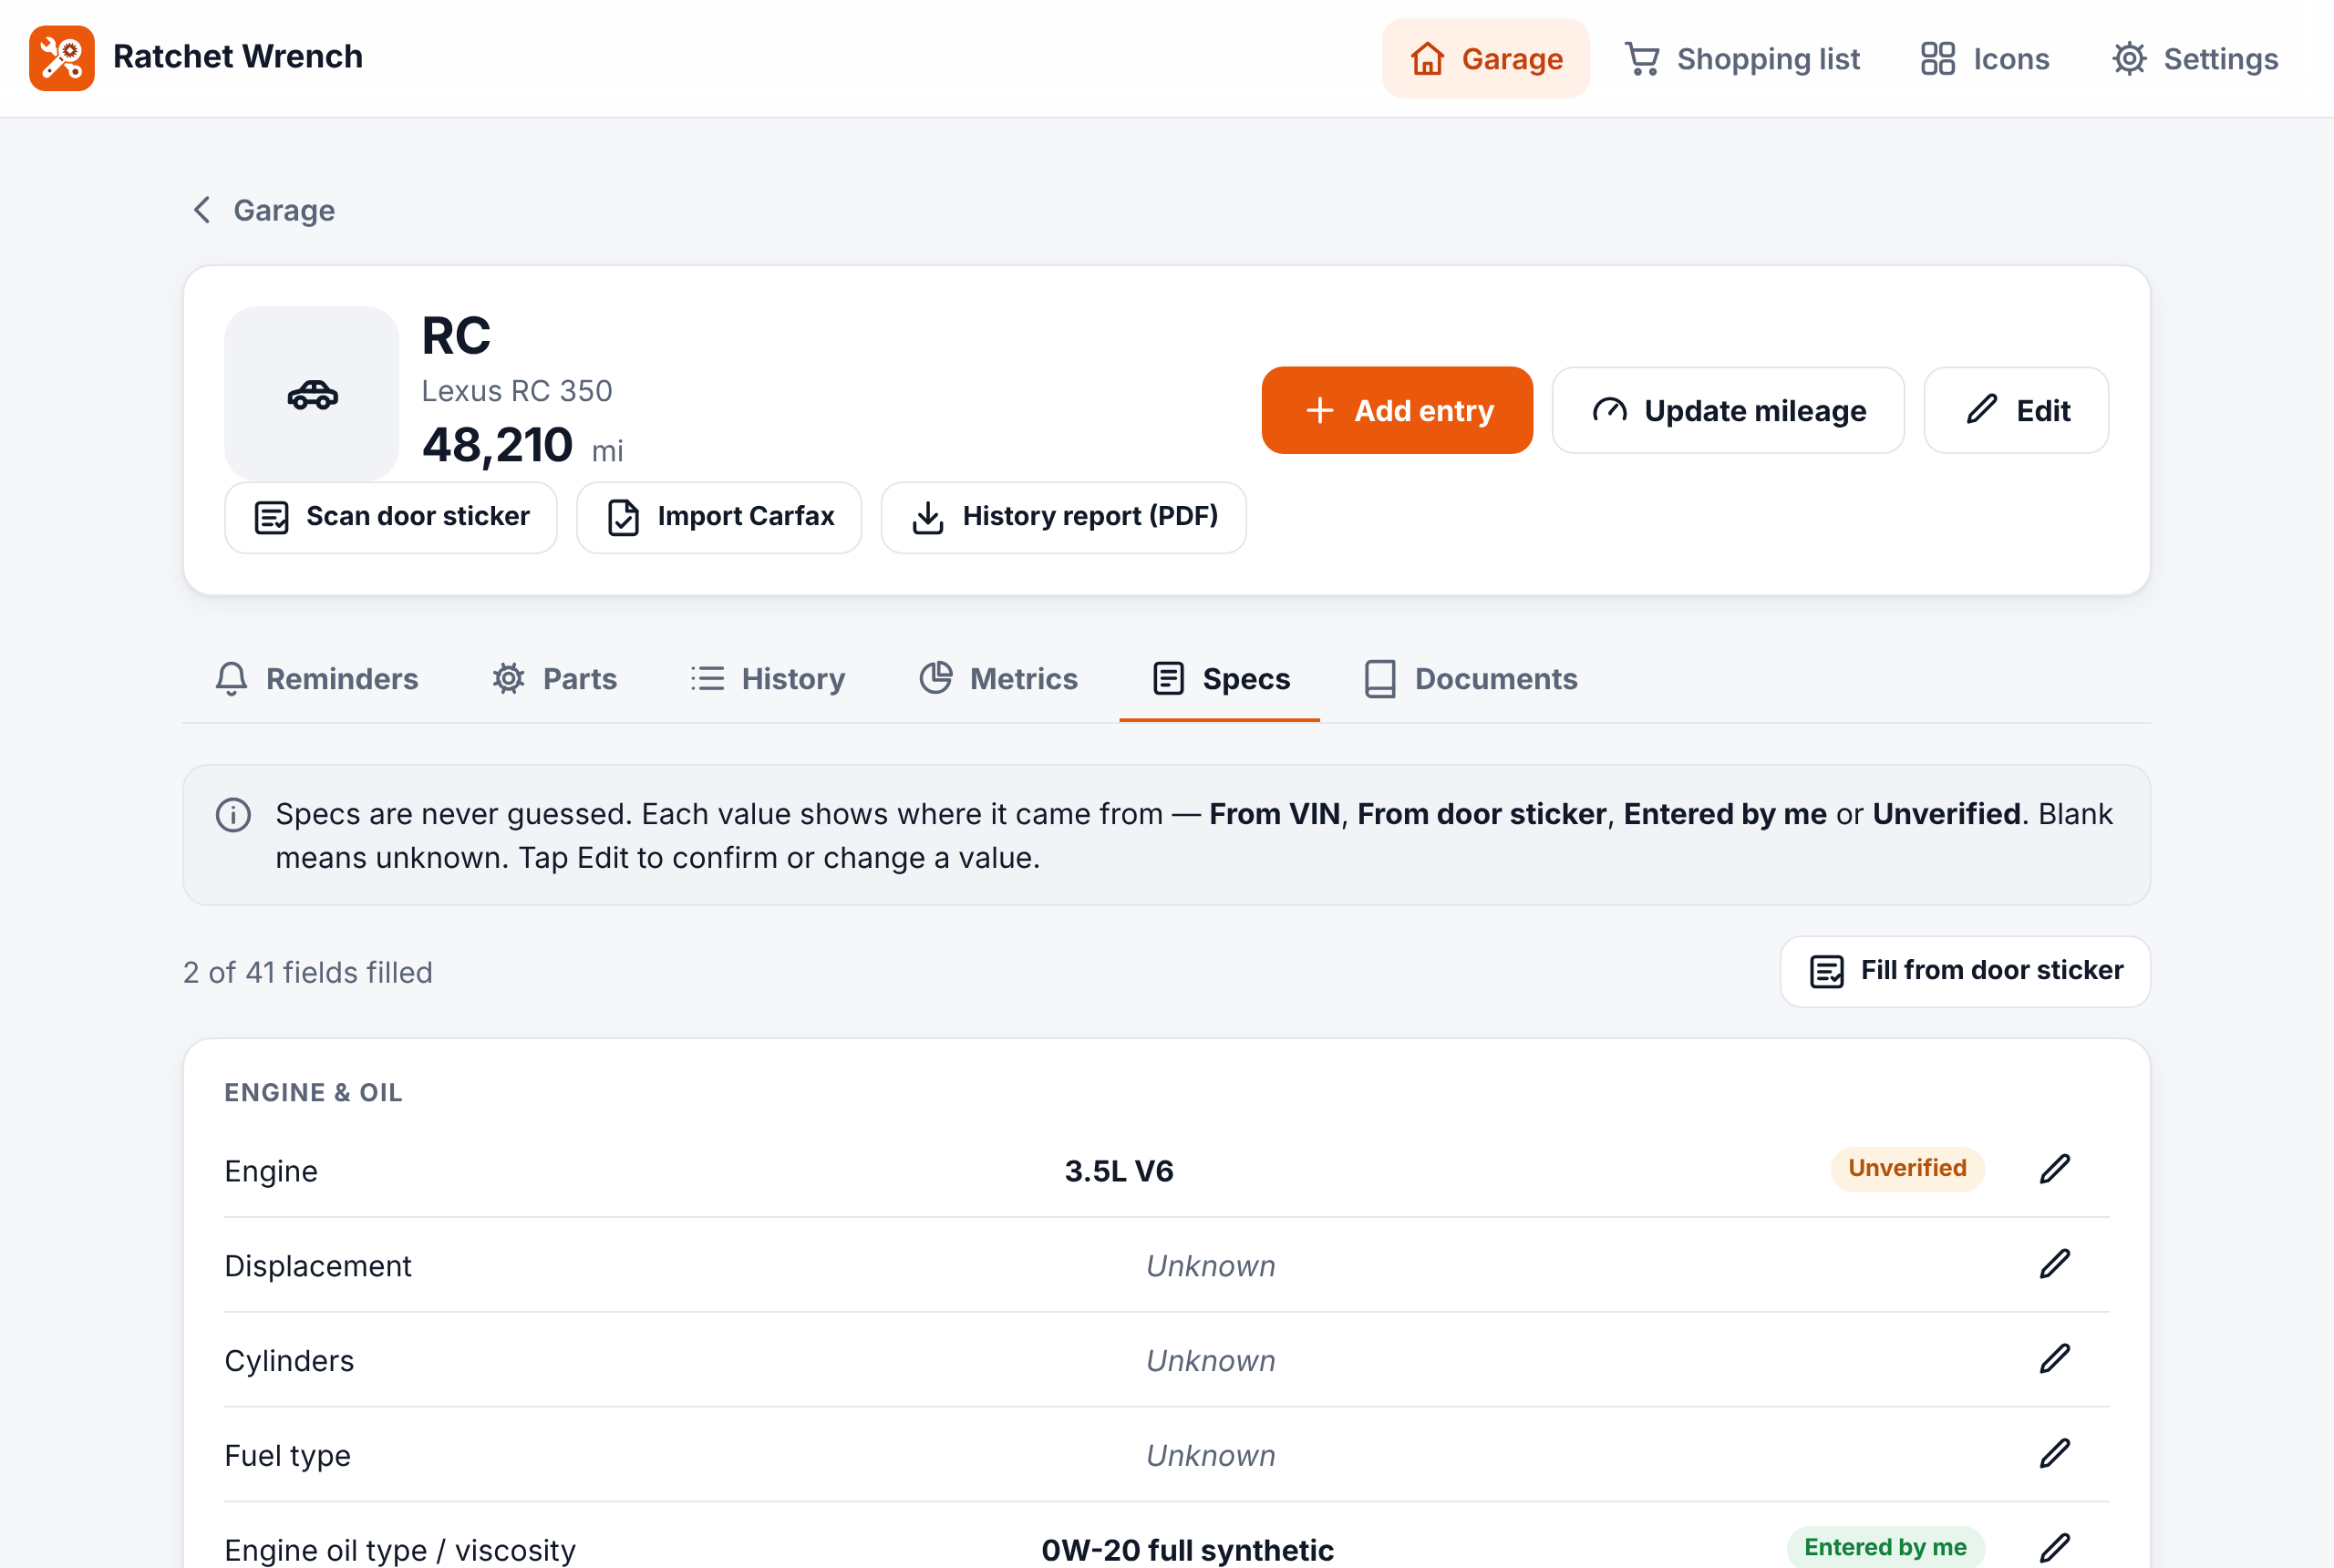 Ratchet Wrench
Garage
Shopping list
Icons
Settings
Garage
RC
Lexus RC 350
48,210 mi
Add entry
Update mileage
Edit
Scan door sticker
Import Carfax
History report (PDF)
Reminders
Parts
History
Metrics
Specs
Documents
Specs are never guessed. Each value shows where it came from — From VIN, From door sticker, Entered by me or Unverified. Blank
means unknown. Tap Edit to confirm or change a value.
2 of 41 fields filled
Fill from door sticker
ENGINE & OIL
Engine 3.5L V6 Unverified
Displacement Unknown
Cylinders Unknown
Fuel type Unknown
Engine oil type / viscosity 0W-20 full synthetic Entered by me